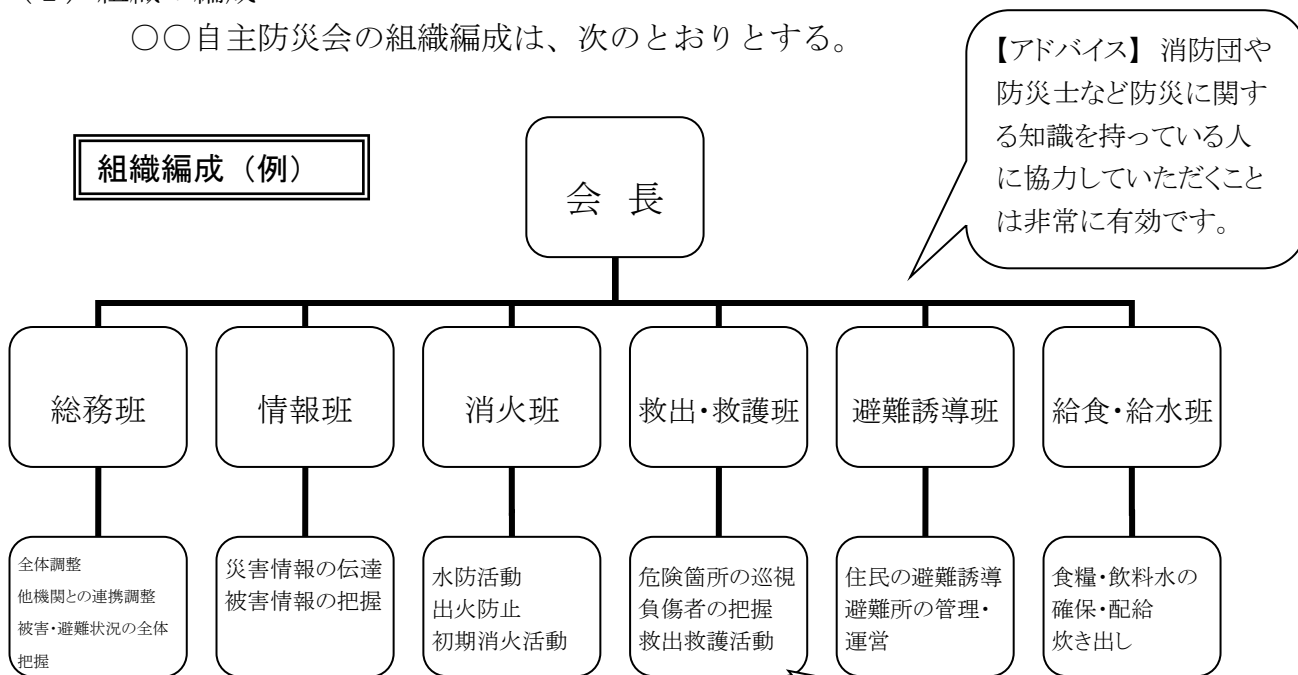 〇〇自主防災会の組織編成は、次のとおりとする。
【アドバイス】 消防団や
防災士など防災に関す
る知識を持っている人
に協力していただくこと
は非常に有効です。
組織編成（例）
会 長
総務班
情報班
消火班
救出・救護班
避難誘導班
給食・給水班
全体調整
他機関との連携調整
被害・避難状況の全体
把握
災害情報の伝達
被害情報の把握
水防活動
出火防止
初期消火活動
危険箇所の巡視
負傷者の把握
救出救護活動
住民の避難誘導
避難所の管理・
運営
食糧・飲料水の
確保・配給
炊き出し